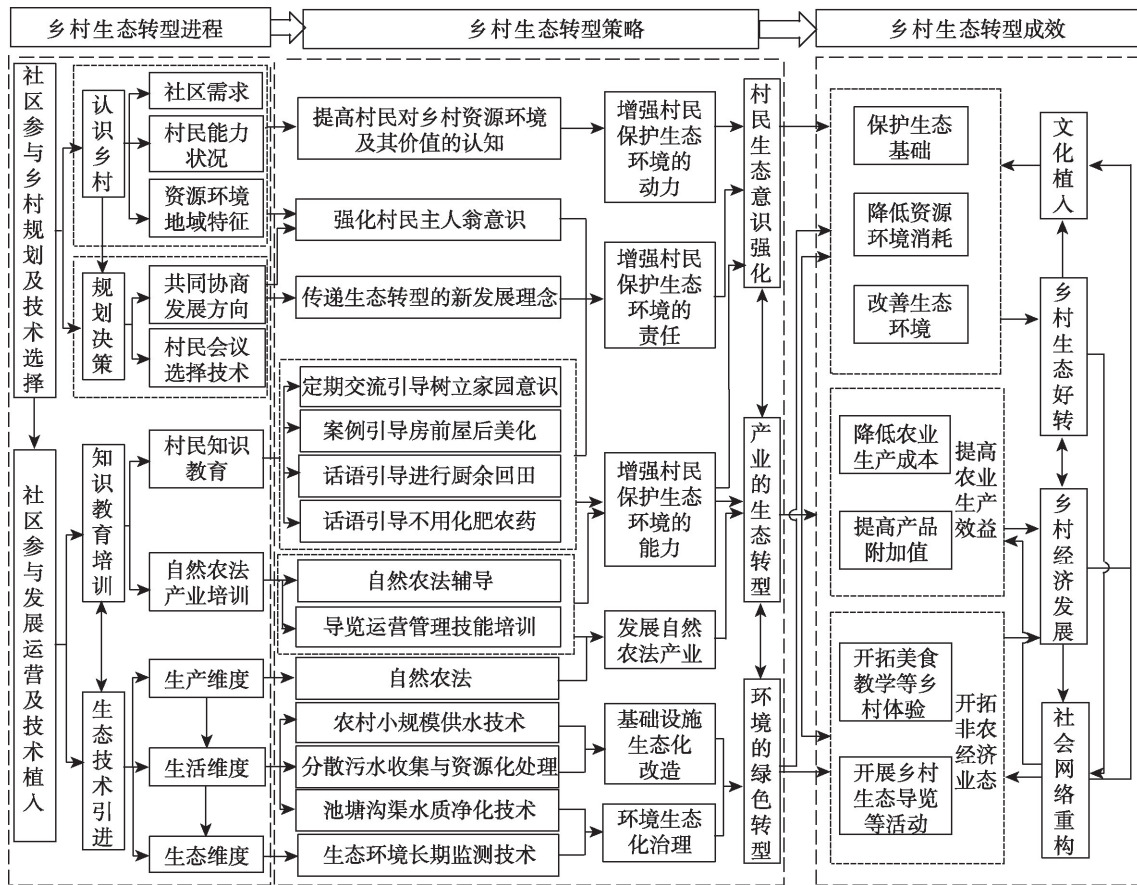 乡村生态转型进程
乡村生态转型策略
乡村生态转型成效
社区参与乡村规划及技术选择
认识乡村
社区需求
村民能力
状况
资源环境
地域特征
规划决策
共同协商
发展方向
村民会议
选择技术
社区参与发展运营及技术植入
知识教育培训
村民知识
教育
自然农法
产业培训
生态技术引进
生产维度
生活维度
生态维度
提高村民对乡村资源环境
及其价值的认知
强化村民主人翁意识
传递生态转型的新发展理念
定期交流引导树立家园意识
案例引导房前屋后美化
话语引导进行厨余回田
话语引导不用化肥农药
自然农法辅导
导览运营管理技能培训
自然农法
农村小规模供水技术
分散污水收集与资源化处理
池塘沟渠水质净化技术
生态环境长期监测技术
增强村民
保护生态
环境的
动力
增强村民
保护生态
环境的
责任
增强村民
保护生态
环境的
能力
发展自然
农法产业
基础设施
生态化
改造
环境生态
化治理
村民生态意识强化
产业的生态转型
环境的绿色转型
保护生态
基础
降低资源
环境消耗
改善生态
环境
降低农业
生产成本
提高产品
附加值
提高
农业
生产
效益
开拓美食
教学等乡
村体验
开展乡村
生态导览
等活动
开拓
非农
经济
业态
文化植入
乡村生态好转
乡村经济发展
社会网络重构